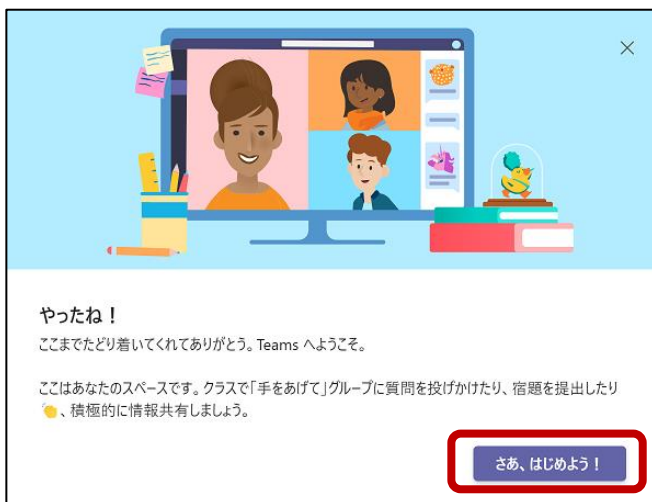 やったね！
ここまでたどり着いてくれてありがとう。Teams へようこそ。
ここはあなたのスペースです。クラスで「手をあげて」グループに質問を投げかけたり、宿題を提出したり
👏、積極的に情報共有しましょう。
さあ、はじめよう！